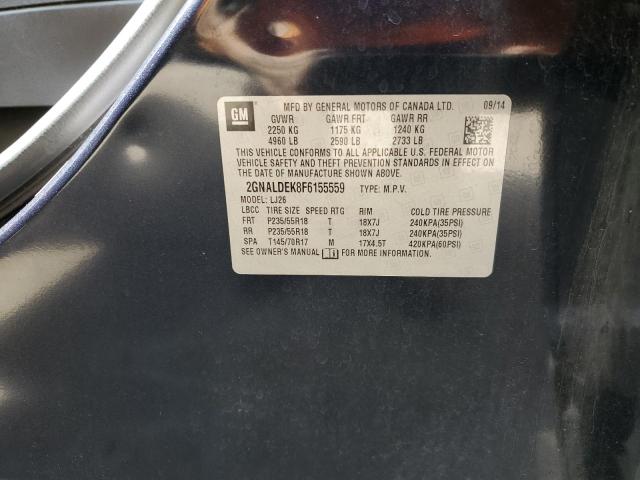 GM MFD BY GENERAL MOTORS OF CANADA LTD. 09/14
GVWR GAWR FRT GAWR RR
2250 KG 1175 KG 1240 KG
4960 LB 2590 LB 2733 LB
THIS VEHICLE CONFORMS TO ALL APPLICABLE U.S. FEDERAL MOTOR
VEHICLE SAFETY AND THEFT PREVENTION STANDARDS IN EFFECT ON
THE DATE OF MANUFACTURE SHOWN ABOVE.
2GNALDEK8F6155559 TYPE: M.P.V.
MODEL: LJ26
LBCC TIRE SIZE SPEED RTG RIM COLD TIRE PRESSURE
FRT P235/55R18 T 18X7J 240KPA(35PSI)
RR P235/55R18 T 18X7J 240KPA(35PSI)
SPA T145/70R17 M 17X4.5T 420KPA(60PSI)
SEE OWNER'S MANUAL FOR MORE INFORMATION.